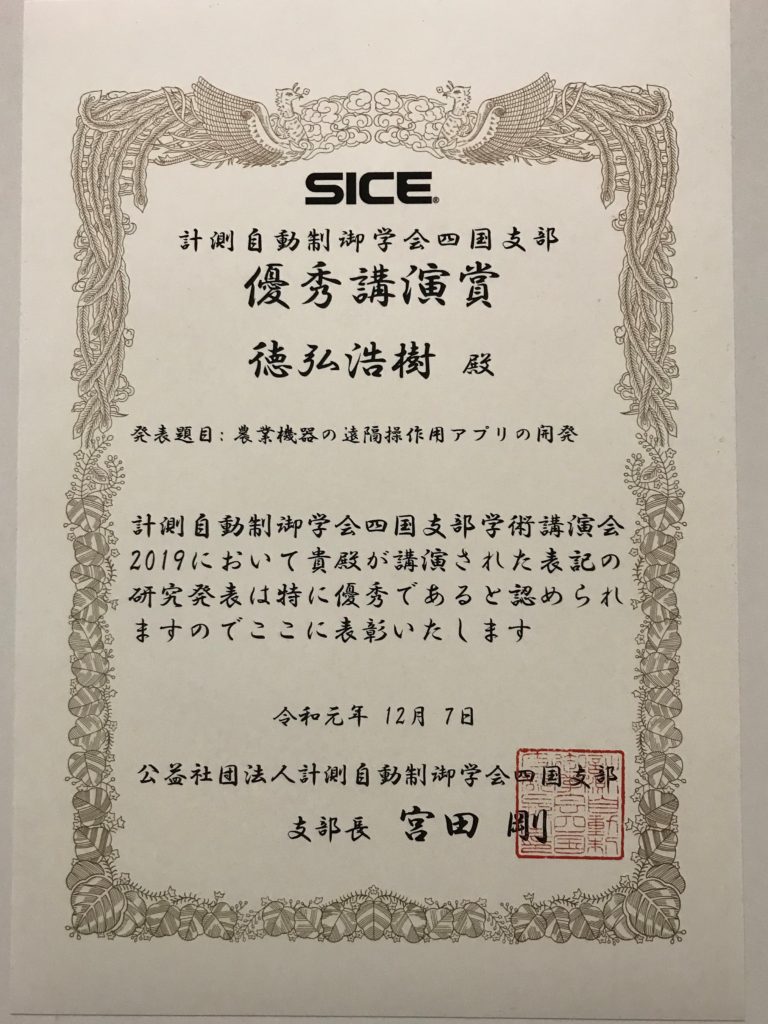 SICE®
計測自動制御学会四国支部
優秀講演賞
徳弘浩樹 殿
発表題目: 農業機器の遠隔操作用アプリの開発
計測自動制御学会四国支部学術講演会
2019において貴殿が講演された表記の
研究発表は特に優秀であると認められ
ますのでここに表彰いたします
令和元年 12月 7日
公益社団法人計測自動制御学会四国支部
支部長 宮田 剛